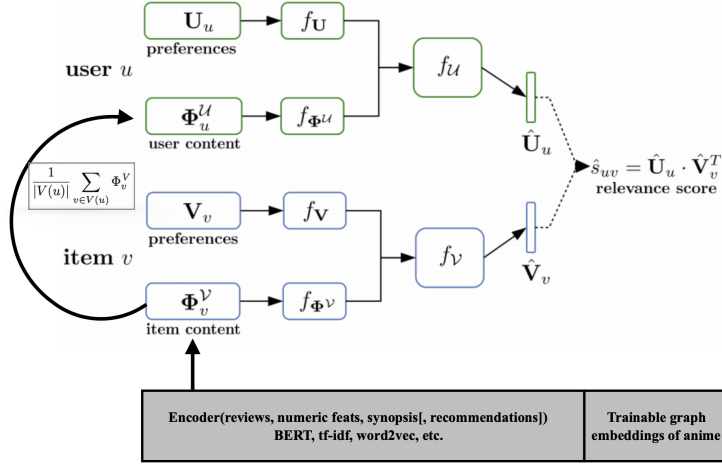 U_u
f_U
preferences
user u
f_𝒰
Φ_u^𝒰
f_Φ^𝒰
user content
Û_u
1/|V(u)| ∑_{v∈V(u)} Φ_v^V
ŝ_uv = Û_u · V̂_v^T
relevance score
V_v
f_V
preferences
item v
f_𝒱
V̂_v
Φ_v^𝒱
f_Φ^𝒱
item content
Encoder(reviews, numeric feats, synopsis[, recommendations])
BERT, tf-idf, word2vec, etc.
Trainable graph
embeddings of anime